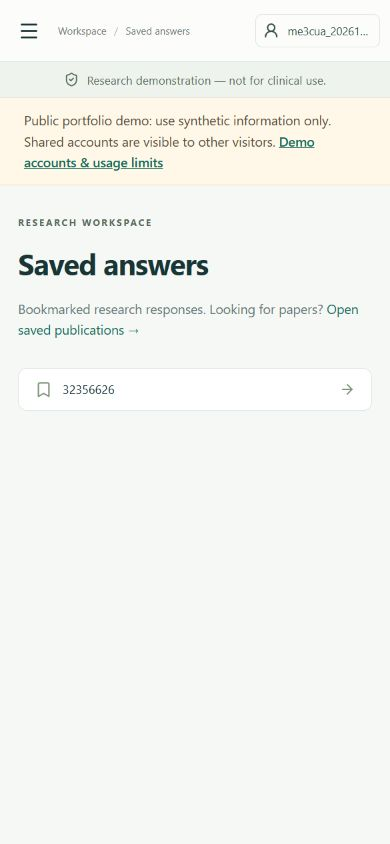 Workspace / Saved answers
me3cua_20261...
Research demonstration — not for clinical use.
Public portfolio demo: use synthetic information only.
Shared accounts are visible to other visitors. Demo
accounts & usage limits
RESEARCH WORKSPACE
Saved answers
Bookmarked research responses. Looking for papers? Open
saved publications →
32356626